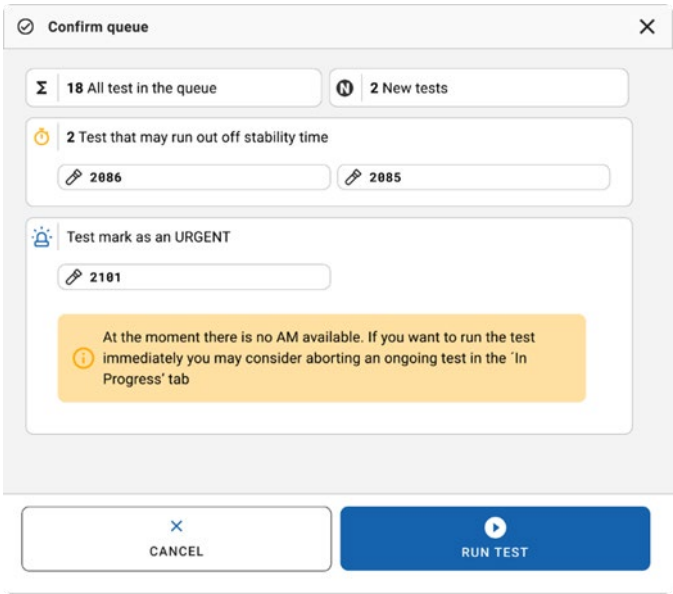 Confirm queue
Σ 18 All test in the queue
N 2 New tests
2 Test that may run out off stability time
2086
2085
Test mark as an URGENT
2101
At the moment there is no AM available. If you want to run the test
immediately you may consider aborting an ongoing test in the ´In
Progress’ tab
CANCEL
RUN TEST